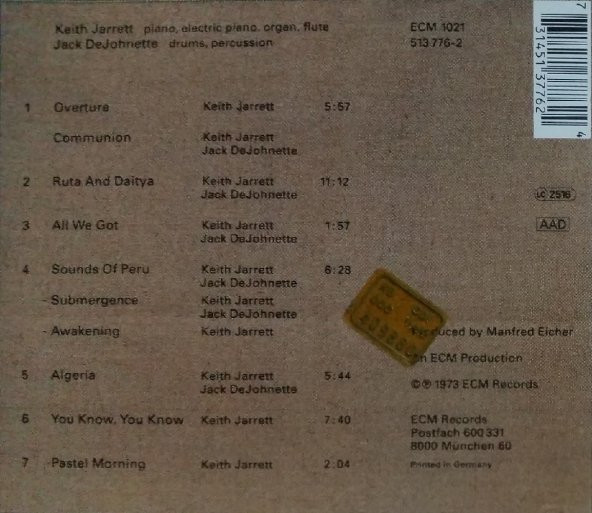 Keith Jarrett piano, electric piano, organ, flute
Jack DeJohnette drums, percussion
ECM 1021
513 776-2
7 31451 37762 4
1 Overture Keith Jarrett 5:57
Communion Keith Jarrett
Jack DeJohnette
2 Ruta And Daitya Keith Jarrett 11:12
Jack DeJohnette
LC 2516
3 All We Got Keith Jarrett 1:57
Jack DeJohnette
AAD
4 Sounds Of Peru Keith Jarrett 6:28
Jack DeJohnette
- Submergence Keith Jarrett
Jack DeJohnette
- Awakening Keith Jarrett
by Manfred Eicher
ECM Production
5 Algeria Keith Jarrett 5:44
Jack DeJohnette
©℗ 1973 ECM Records
6 You Know, You Know Keith Jarrett 7:40
ECM Records
Postfach 600 331
8000 München 60
7 Pastel Morning Keith Jarrett 2:04
Printed in Germany